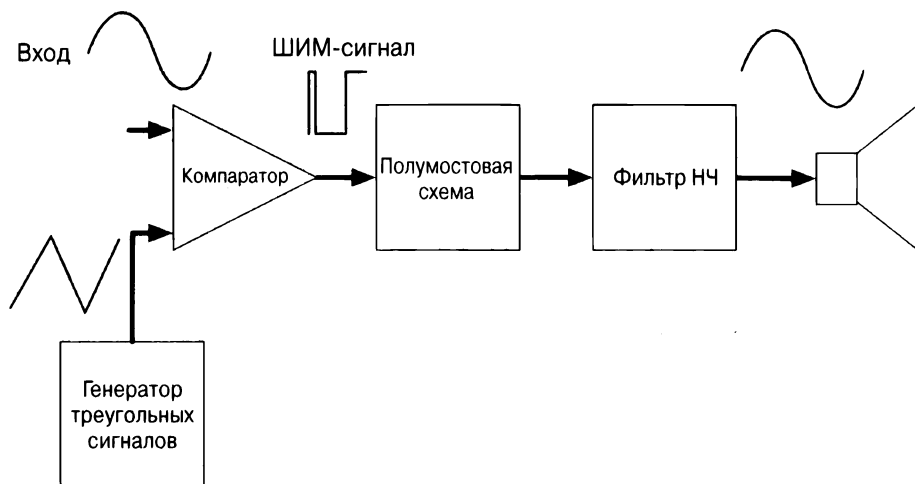 Вход
ШИМ-сигнал
Компаратор
Полумостовая
схема
Фильтр НЧ
Генератор
треугольных
сигналов